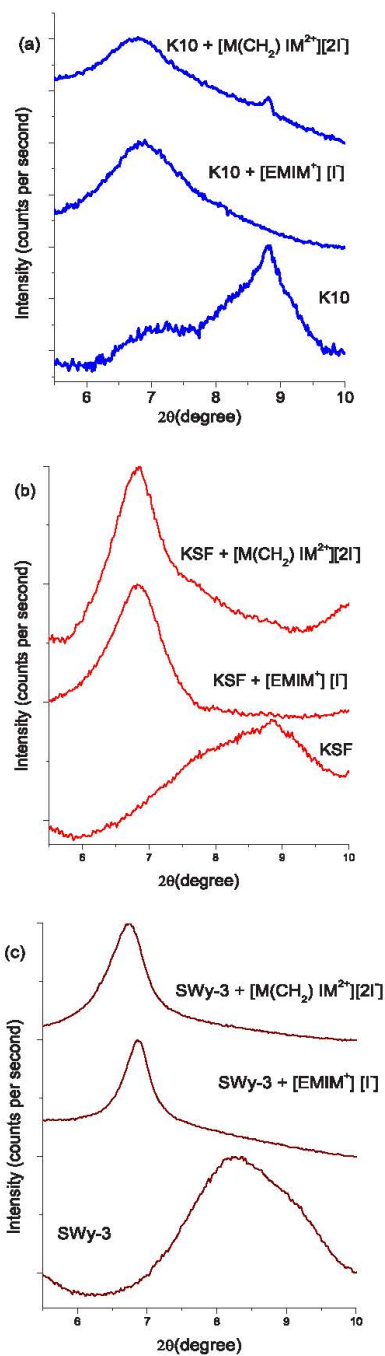 (a)
K10 + [M(CH₂) IM²⁺][2I⁻]
K10 + [EMIM⁺] [I⁻]
K10
Intensity (counts per second)
6 7 8 9 10
2θ(degree)
(b)
KSF + [M(CH₂) IM²⁺][2I⁻]
KSF + [EMIM⁺] [I⁻]
KSF
Intensity (counts per second)
6 7 8 9 10
2θ(degree)
(c)
SWy-3 + [M(CH₂) IM²⁺][2I⁻]
SWy-3 + [EMIM⁺] [I⁻]
SWy-3
Intensity (counts per second)
6 7 8 9 10
2θ(degree)